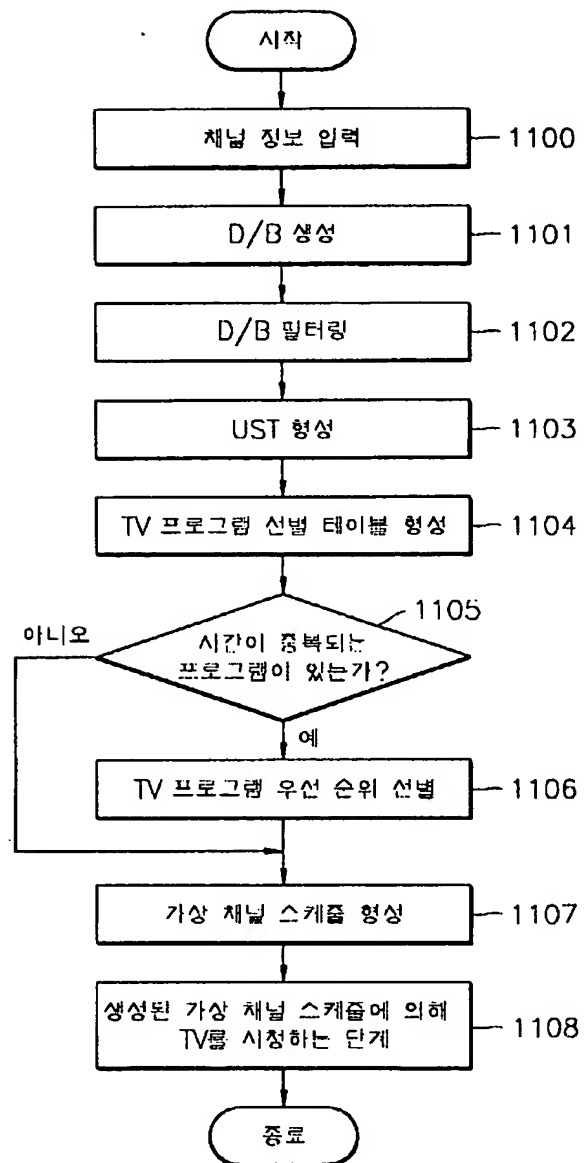 시작
채널 정보 입력
1100
D/B 생성
1101
D/B 필터링
1102
UST 형성
1103
TV 프로그램 선별 테이블 형성
1104
1105
아니오
시간이 중복되는
프로그램이 있는가?
예
TV 프로그램 우선 순위 선별
1106
가상 채널 스케줄 형성
1107
생성된 가상 채널 스케줄에 의해
TV를 시청하는 단계
1108
종료